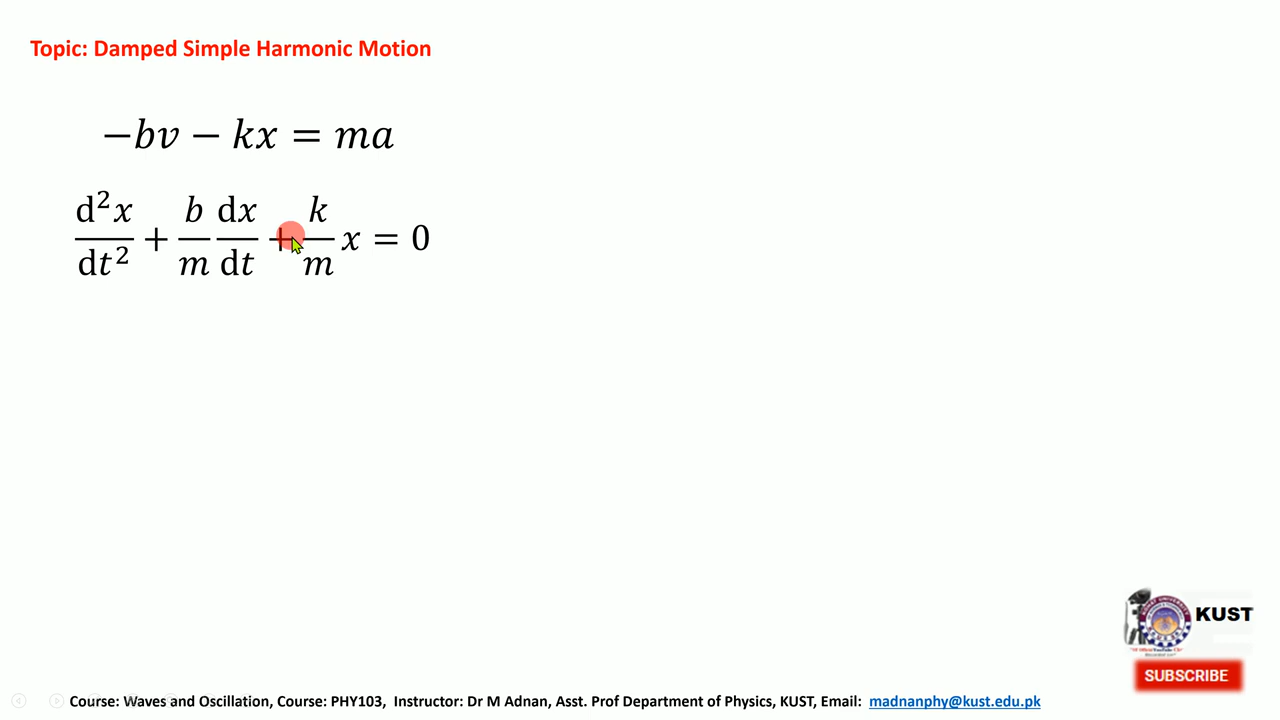 Topic: Damped Simple Harmonic Motion
−bv − kx = ma
d²x/dt² + b/m dx/dt + k/m x = 0
KUST
SUBSCRIBE
Course: Waves and Oscillation, Course: PHY103, Instructor: Dr M Adnan, Asst. Prof Department of Physics, KUST, Email: madnanphy@kust.edu.pk